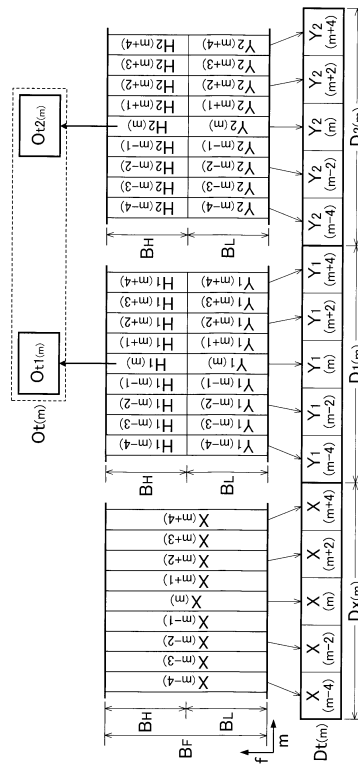 Ot(m)
Ot1(m)
Ot2(m)
BF
BH
BL
X(m−4)
X(m−3)
X(m−2)
X(m−1)
X(m)
X(m+1)
X(m+2)
X(m+3)
X(m+4)
BH
BL
H1(m−4)
H1(m−3)
H1(m−2)
H1(m−1)
H1(m)
H1(m+1)
H1(m+2)
H1(m+3)
H1(m+4)
Y1(m−4)
Y1(m−3)
Y1(m−2)
Y1(m−1)
Y1(m)
Y1(m+1)
Y1(m+2)
Y1(m+3)
Y1(m+4)
BH
BL
H2(m−4)
H2(m−3)
H2(m−2)
H2(m−1)
H2(m)
H2(m+1)
H2(m+2)
H2(m+3)
H2(m+4)
Y2(m−4)
Y2(m−3)
Y2(m−2)
Y2(m−1)
Y2(m)
Y2(m+1)
Y2(m+2)
Y2(m+3)
Y2(m+4)
f
m
Dt(m)
X
(m−4)
X
(m−2)
X
(m)
X
(m+2)
X
(m+4)
Y1
(m−4)
Y1
(m−2)
Y1
(m)
Y1
(m+2)
Y1
(m+4)
Y2
(m−4)
Y2
(m−2)
Y2
(m)
Y2
(m+2)
Y2
(m+4)
DX(m)
D1(m)
D2(m)